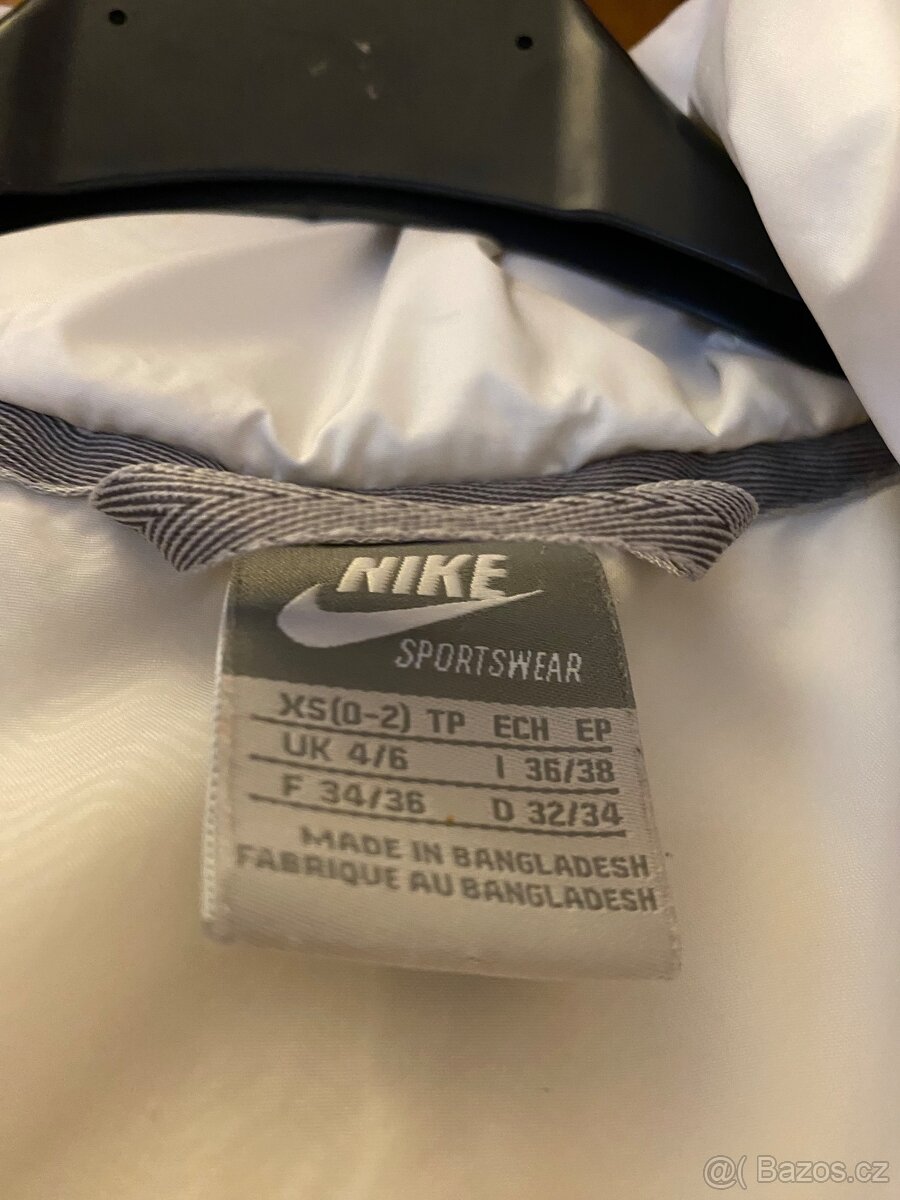 NIKE
SPORTSWEAR
XS(0-2) TP ECH EP
UK 4/6 I 36/38
F 34/36 D 32/34
MADE IN BANGLADESH
FABRIQUE AU BANGLADESH
@( Bazos.cz